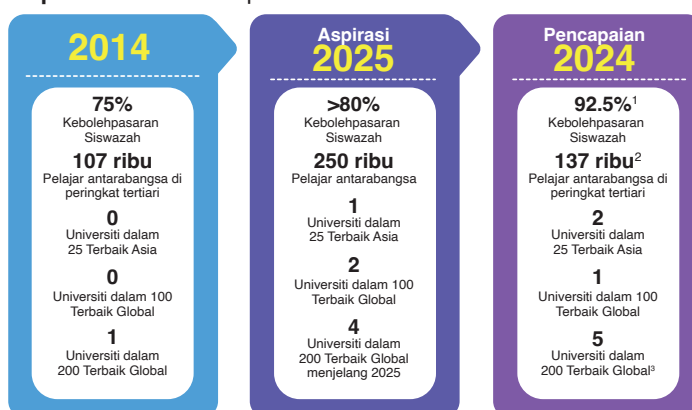 2014
75%
Kebolehpasaran
Siswazah
107 ribu
Pelajar antarabangsa di
peringkat tertiari
0
Universiti dalam
25 Terbaik Asia
0
Universiti dalam 100
Terbaik Global
1
Universiti dalam
200 Terbaik Global
Aspirasi
2025
>80%
Kebolehpasaran
Siswazah
250 ribu
Pelajar antarabangsa
1
Universiti dalam
25 Terbaik Asia
2
Universiti dalam 100
Terbaik Global
4
Universiti dalam
200 Terbaik Global
menjelang 2025
Pencapaian
2024
92.5%¹
Kebolehpasaran
Siswazah
137 ribu²
Pelajar antarabangsa di
peringkat tertiari
2
Universiti dalam
25 Terbaik Asia
1
Universiti dalam 100
Terbaik Global
5
Universiti dalam
200 Terbaik Global³